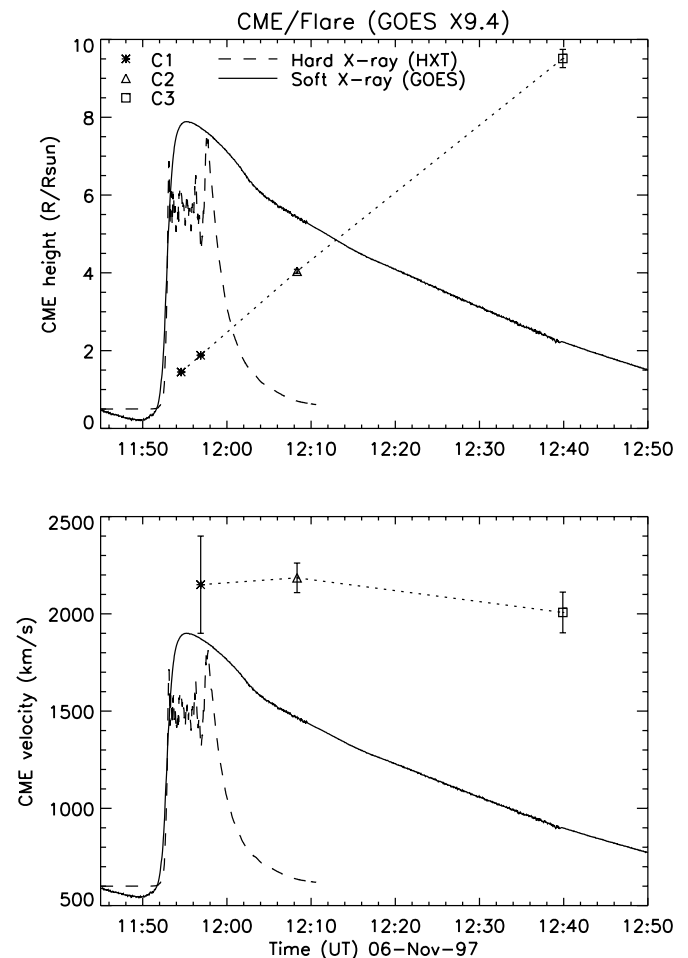 CME/Flare (GOES X9.4)
10
8
6
4
2
0
CME height (R/Rsun)
C1
C2
C3
Hard X-ray (HXT)
Soft X-ray (GOES)
11:50 12:00 12:10 12:20 12:30 12:40 12:50
2500
2000
1500
1000
500
CME velocity (km/s)
11:50 12:00 12:10 12:20 12:30 12:40 12:50
Time (UT) 06-Nov-97